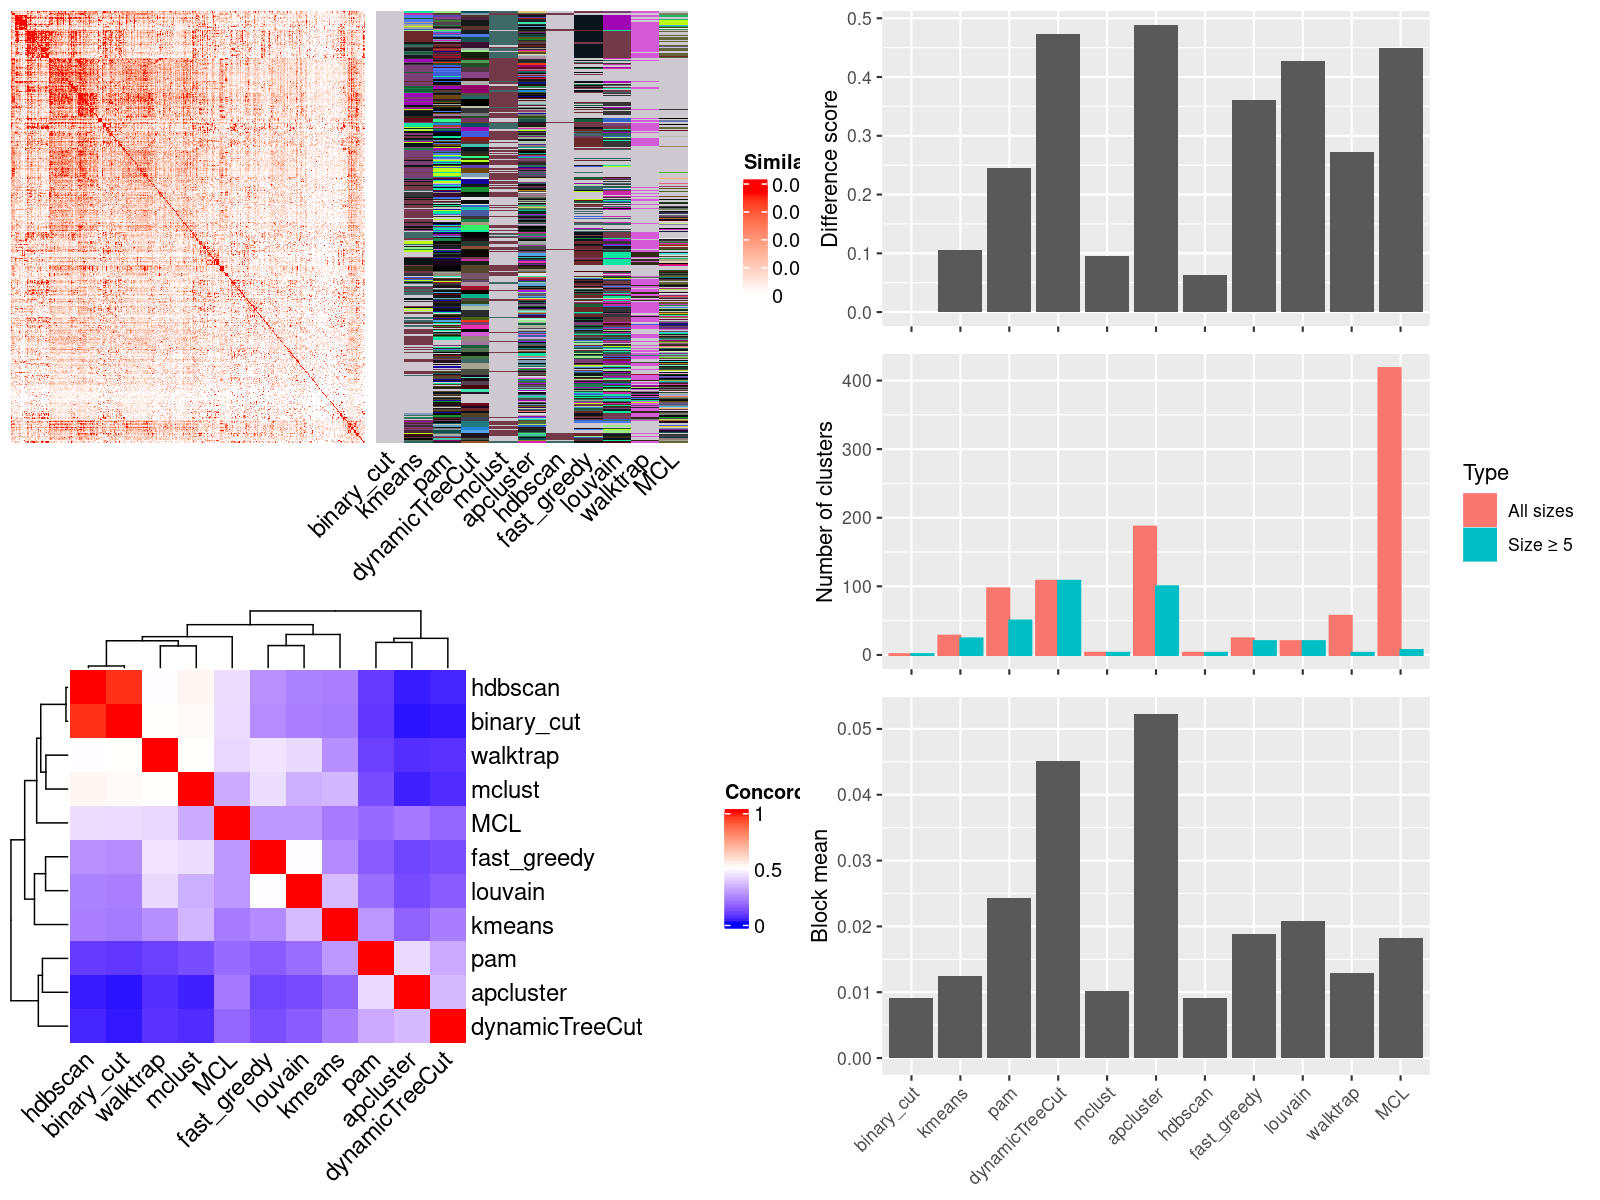 Simila
0.0
0.0
0.0
0.0
0
binary_cut
kmeans
pam
dynamicTreeCut
mclust
apcluster
hdbscan
fast_greedy
louvain
walktrap
MCL
hdbscan
binary_cut
walktrap
mclust
MCL
fast_greedy
louvain
kmeans
pam
apcluster
dynamicTreeCut
hdbscan
binary_cut
walktrap
mclust
MCL
fast_greedy
louvain
kmeans
pam
apcluster
dynamicTreeCut
Concord
1
0.5
0
Difference score
0.5
0.4
0.3
0.2
0.1
0.0
Number of clusters
400
300
200
100
0
Type
All sizes
Size ≥ 5
Block mean
0.05
0.04
0.03
0.02
0.01
0.00
binary_cut
kmeans
pam
dynamicTreeCut
mclust
apcluster
hdbscan
fast_greedy
louvain
walktrap
MCL